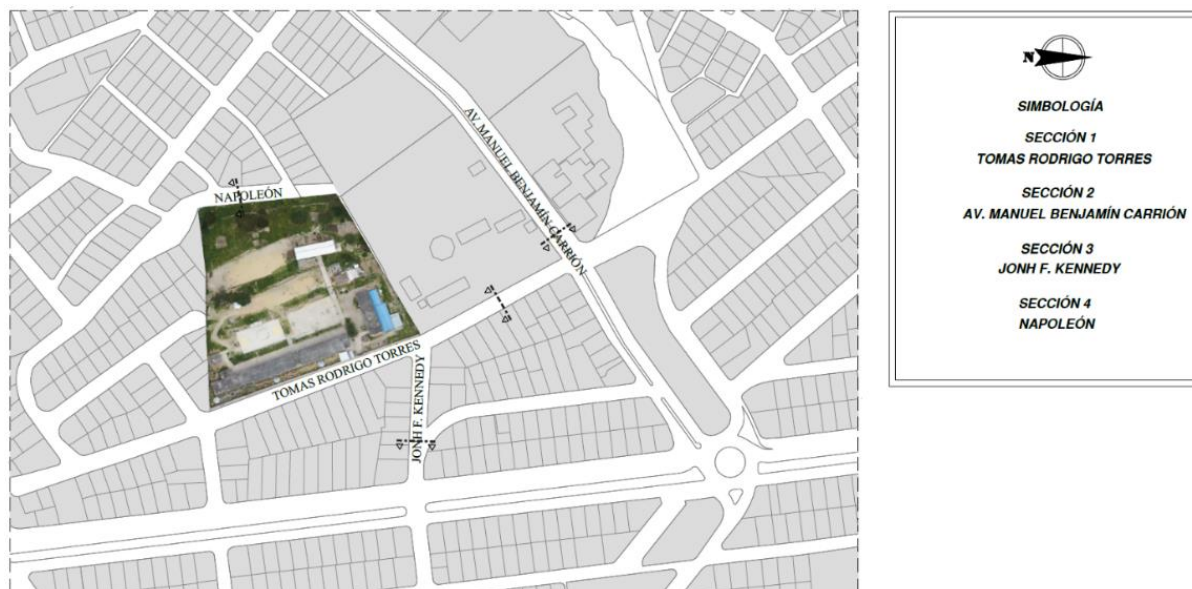 AV. MANUEL BENJAMÍN CARRIÓN
NAPOLEÓN
TOMAS RODRIGO TORRES
JONH F. KENNEDY
N
SIMBOLOGÍA
SECCIÓN 1
TOMAS RODRIGO TORRES
SECCIÓN 2
AV. MANUEL BENJAMÍN CARRIÓN
SECCIÓN 3
JONH F. KENNEDY
SECCIÓN 4
NAPOLEÓN